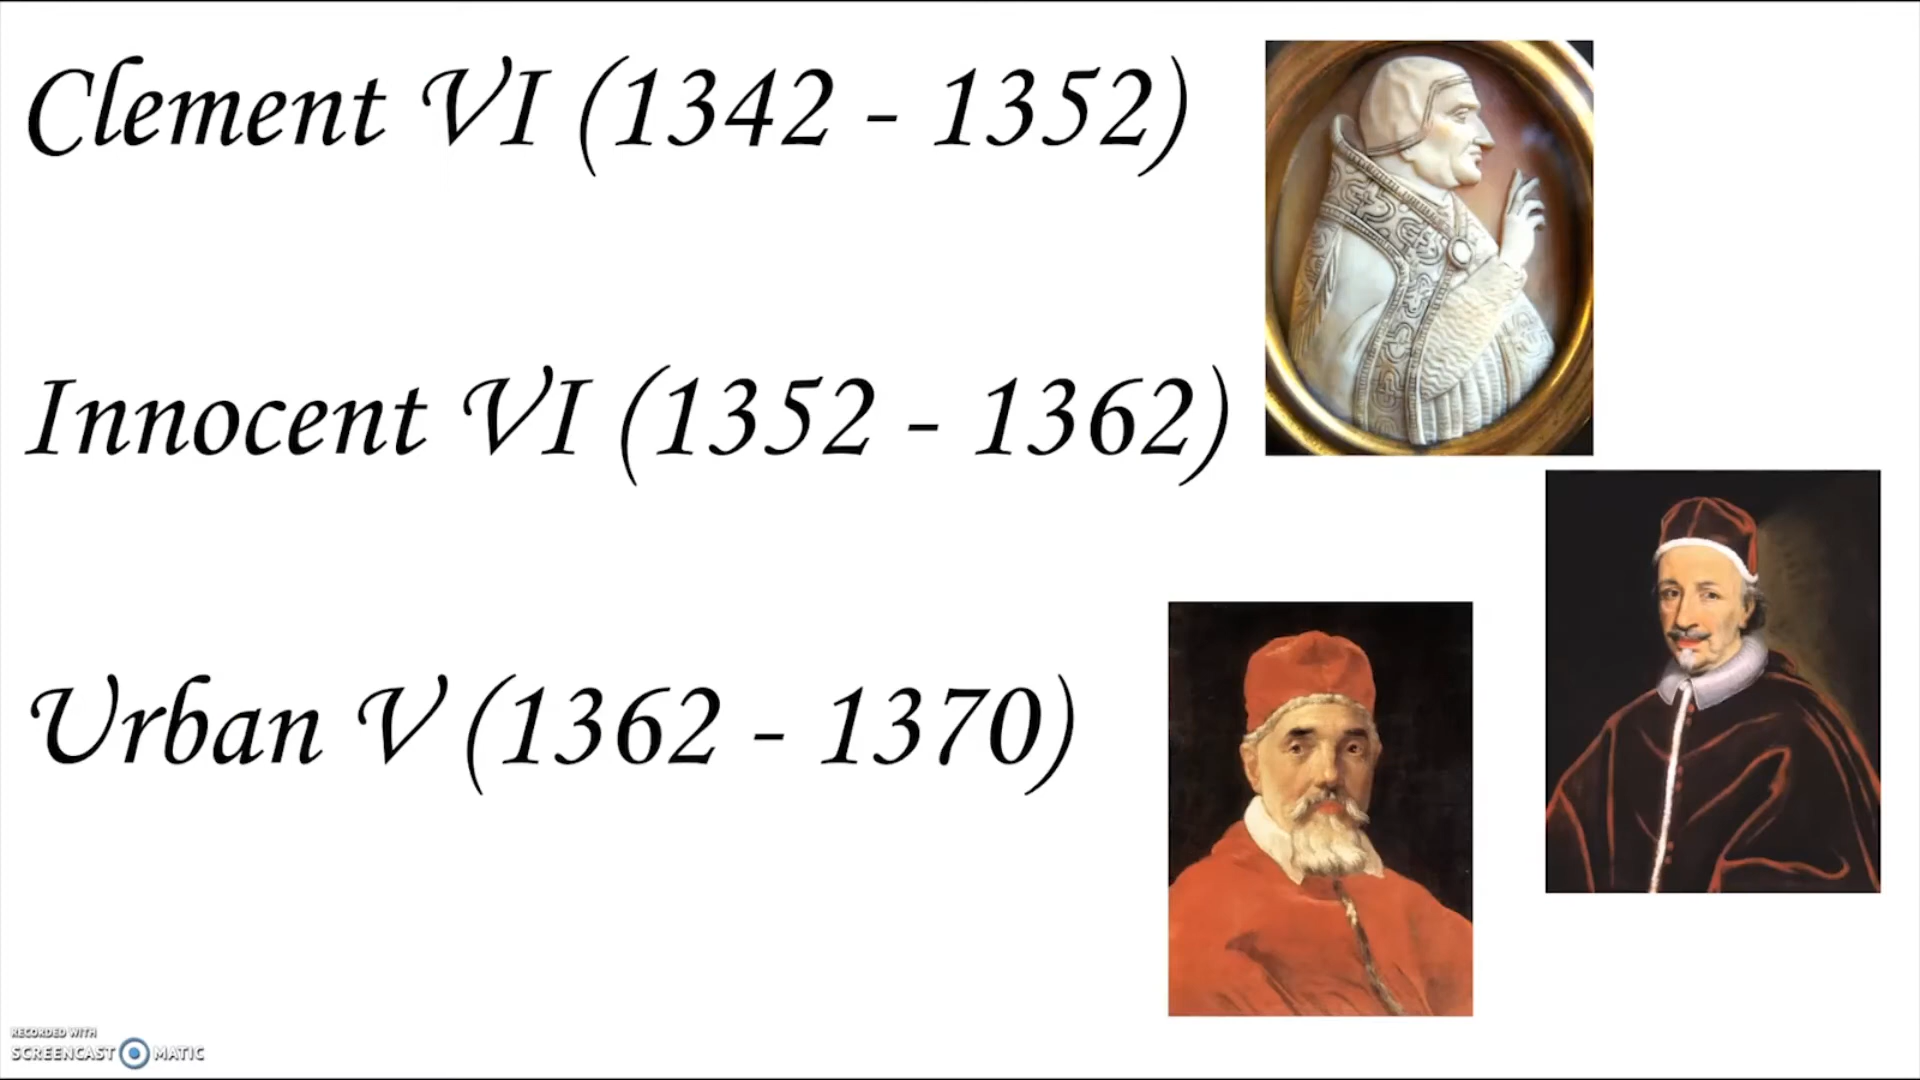 Clement VI (1342 - 1352)
Innocent VI (1352 - 1362)
Urban V (1362 - 1370)
RECORDED WITH
SCREENCAST MATIC